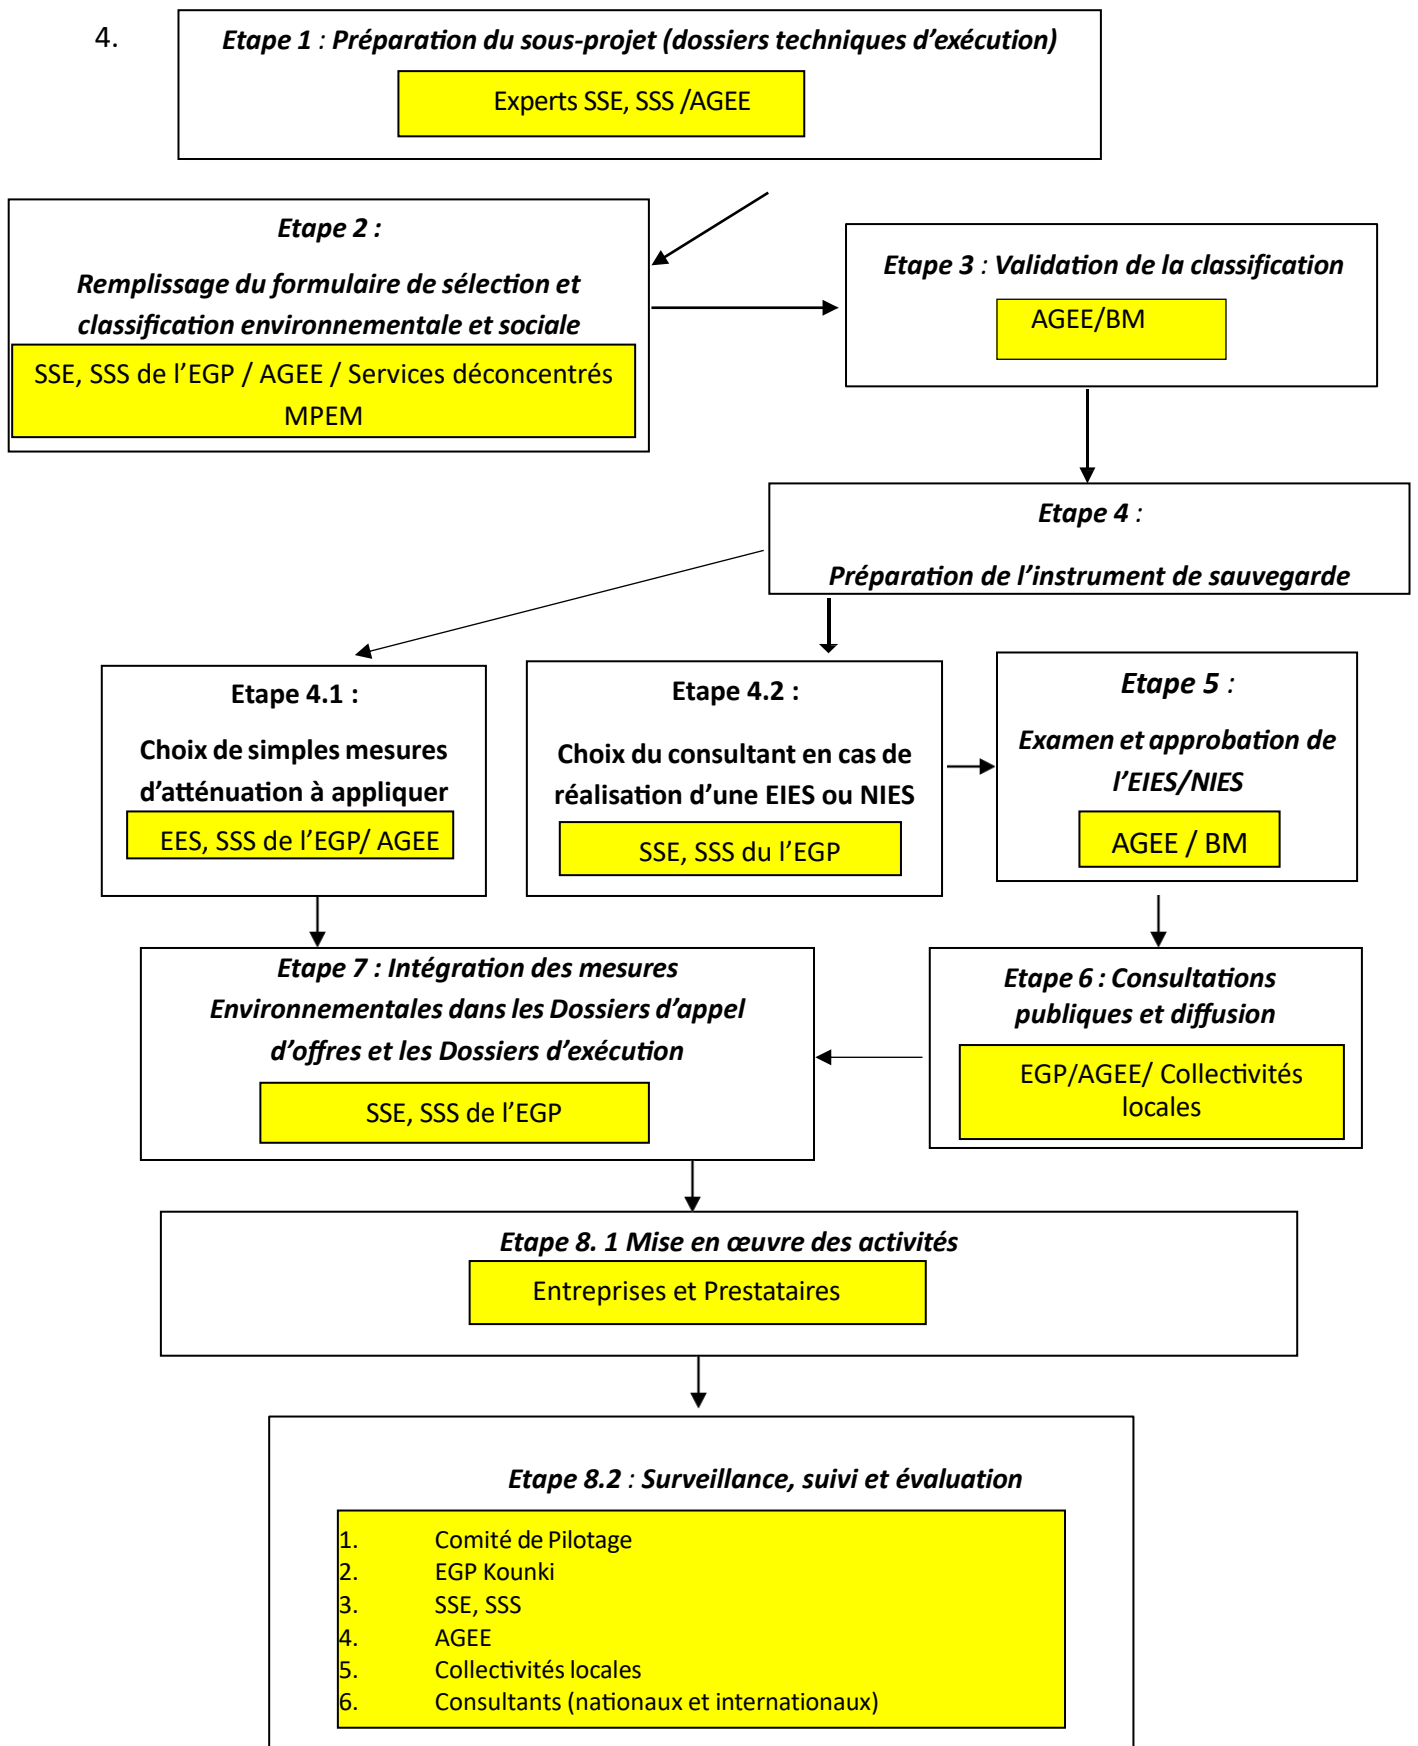 4.
Etape 1 : Préparation du sous-projet (dossiers techniques d'exécution)
Experts SSE, SSS /AGEE
Etape 2 :
Remplissage du formulaire de sélection et
classification environnementale et sociale
SSE, SSS de l'EGP / AGEE / Services déconcentrés
MPEM
Etape 3 : Validation de la classification
AGEE/BM
Etape 4 :
Préparation de l'instrument de sauvegarde
Etape 4.1 :
Choix de simples mesures
d'atténuation à appliquer
EES, SSS de l'EGP/ AGEE
Etape 4.2 :
Choix du consultant en cas de
réalisation d'une EIES ou NIES
SSE, SSS du l'EGP
Etape 5 :
Examen et approbation de
l'EIES/NIES
AGEE / BM
Etape 7 : Intégration des mesures
Environnementales dans les Dossiers d'appel
d'offres et les Dossiers d'exécution
SSE, SSS de l'EGP
Etape 6 : Consultations
publiques et diffusion
EGP/AGEE/ Collectivités
locales
Etape 8. 1 Mise en œuvre des activités
Entreprises et Prestataires
Etape 8.2 : Surveillance, suivi et évaluation
1. Comité de Pilotage
2. EGP Kounki
3. SSE, SSS
4. AGEE
5. Collectivités locales
6. Consultants (nationaux et internationaux)